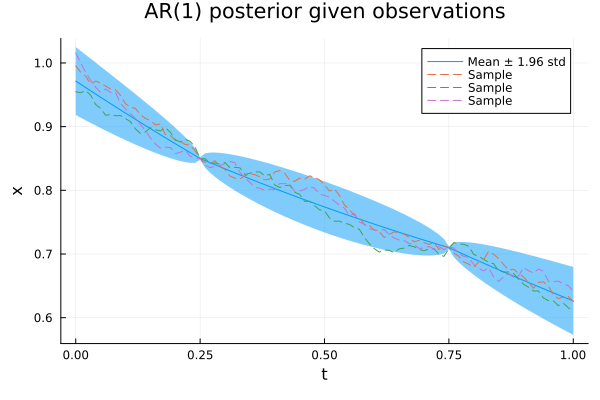 AR(1) posterior given observations
Mean ± 1.96 std
Sample
Sample
Sample
1.0
0.9
0.8
0.7
0.6
x
0.00 0.25 0.50 0.75 1.00
t